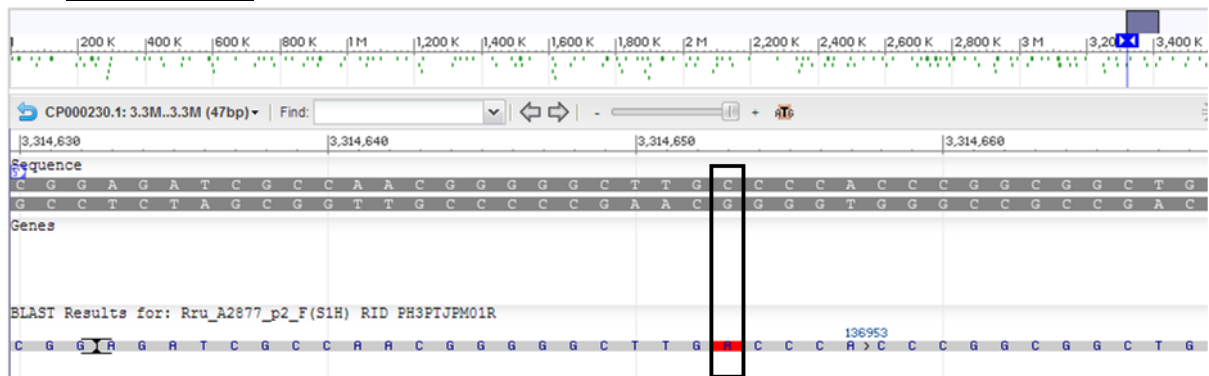 200 K 400 K 600 K 800 K 1 M 1,200 K 1,400 K 1,600 K 1,800 K 2 M 2,200 K 2,400 K 2,600 K 2,800 K 3 M 3,400 K
CP000230.1: 3.3M..3.3M (47bp) Find: - +
3,314,630 3,314,640 3,314,650 3,314,660
Sequence
C G G A G A T C G C C A A C G G G G G C T T G C C C C A C C C G G C G G C T G
G C C T C T A G C G G T T G C C C C C G A A C G G G G T G G G C C G C C G A C
Genes
BLAST Results for: Rru_A2877_p2_F(S1H) RID PH3PTJPM01R
136953
C G G A G A T C G C C A A C G G G G G C T T G A C C C A > C C C G G C G G C T G